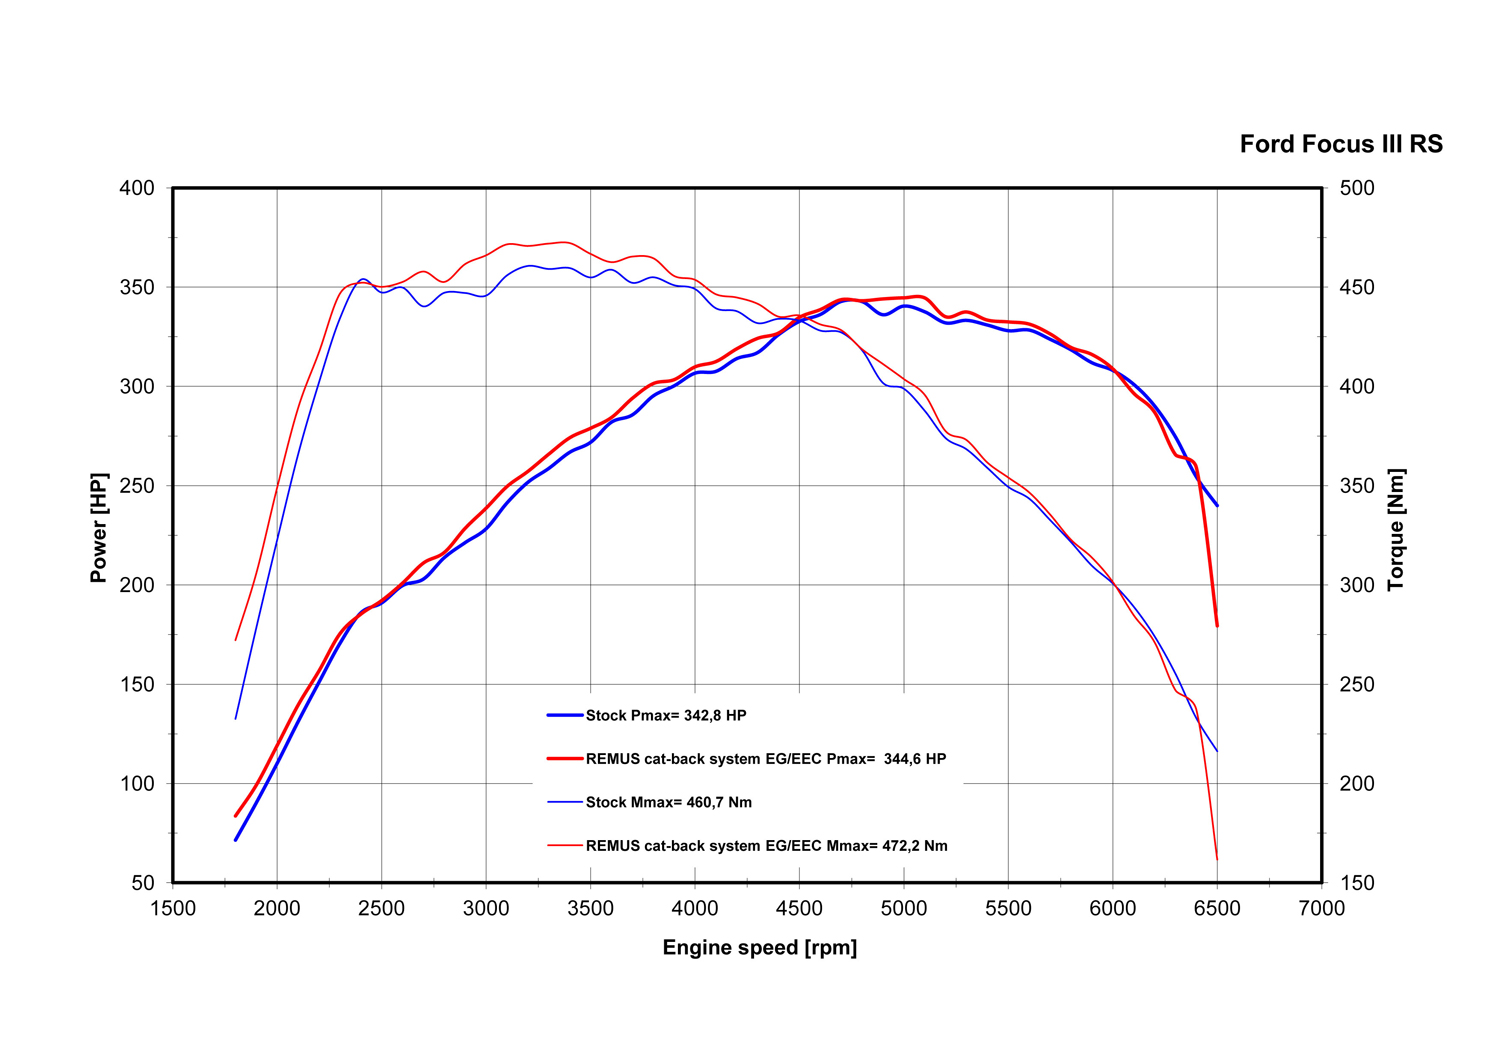 Ford Focus III RS
400
350
300
250
200
150
100
50
Power [HP]
500
450
400
350
300
250
200
150
Torque [Nm]
Stock Pmax= 342,8 HP
REMUS cat-back system EG/EEC Pmax=  344,6 HP
Stock Mmax= 460,7 Nm
REMUS cat-back system EG/EEC Mmax= 472,2 Nm
1500 2000 2500 3000 3500 4000 4500 5000 5500 6000 6500 7000
Engine speed [rpm]